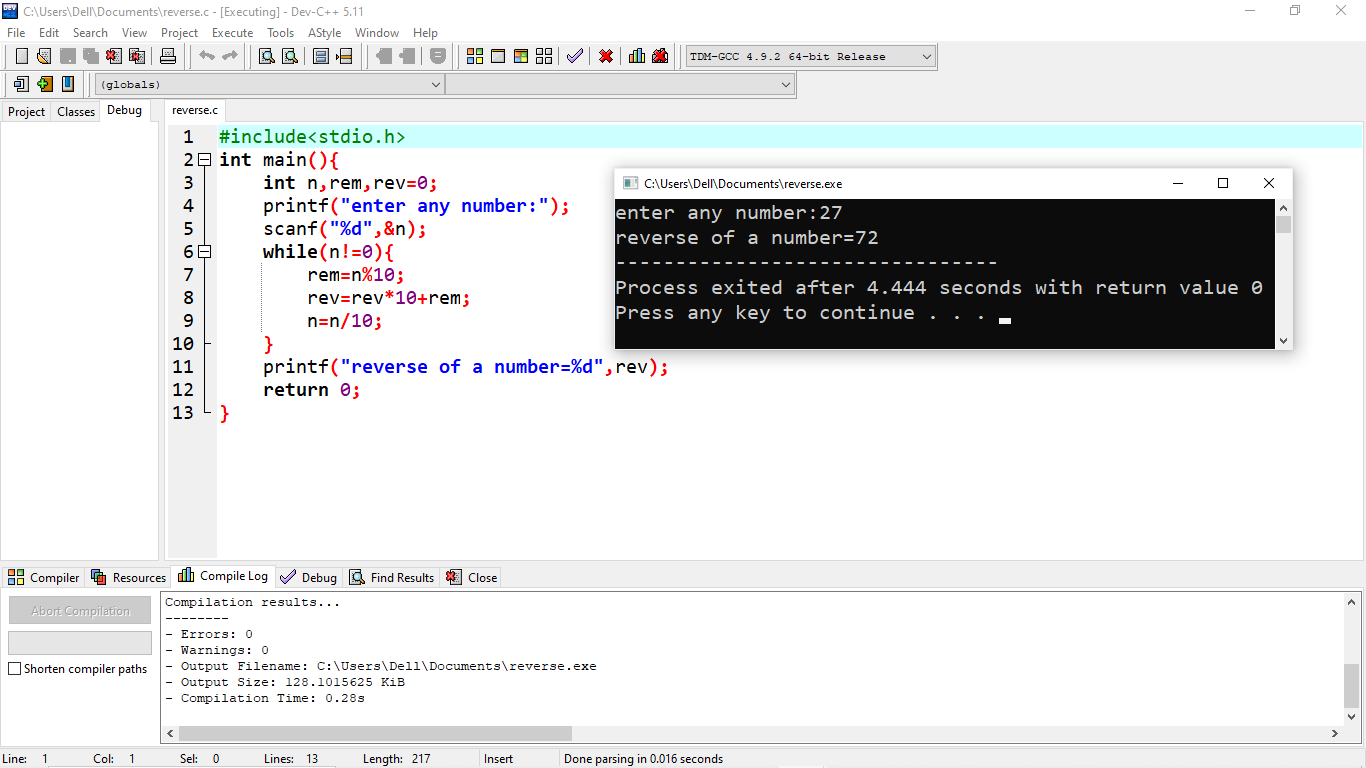 C:\Users\Dell\Documents\reverse.c - [Executing] - Dev-C++ 5.11
File Edit Search View Project Execute Tools AStyle Window Help
TDM-GCC 4.9.2 64-bit Release
(globals)
Project Classes Debug
reverse.c
1 #include<stdio.h>
2 int main(){
3 int n,rem,rev=0;
4 printf("enter any number:");
5 scanf("%d",&n);
6 while(n!=0){
7 rem=n%10;
8 rev=rev*10+rem;
9 n=n/10;
10 }
11 printf("reverse of a number=%d",rev);
12 return 0;
13 }
C:\Users\Dell\Documents\reverse.exe
enter any number:27
reverse of a number=72
--------------------------------
Process exited after 4.444 seconds with return value 0
Press any key to continue . . .
Compiler Resources Compile Log Debug Find Results Close
Abort Compilation
Shorten compiler paths
Compilation results...
--------
- Errors: 0
- Warnings: 0
- Output Filename: C:\Users\Dell\Documents\reverse.exe
- Output Size: 128.1015625 KiB
- Compilation Time: 0.28s
Line: 1 Col: 1 Sel: 0 Lines: 13 Length: 217 Insert Done parsing in 0.016 seconds